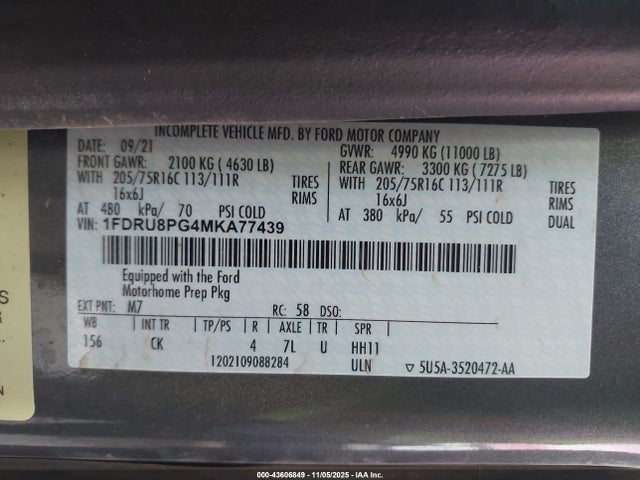 INCOMPLETE VEHICLE MFD. BY FORD MOTOR COMPANY
DATE: 09/21 GVWR: 4990 KG (11000 LB)
FRONT GAWR: 2100 KG ( 4630 LB) REAR GAWR: 3300 KG ( 7275 LB)
WITH 205/75R16C 113/111R TIRES WITH 205/75R16C 113/111R TIRES
16x6J RIMS 16x6J RIMS
AT 480 kPa/ 70 PSI COLD AT 380 kPa/ 55 PSI COLD DUAL
VIN: 1FDRU8PG4MKA77439
Equipped with the Ford
Motorhome Prep Pkg
EXT PNT: M7 RC: 58 DSO:
WB INT TR TP/PS R AXLE TR SPR
156 CK 4 7L U HH11
1202109088284 ULN ▽ 5U5A-3520472-AA
S
R
N
00-43606849 - 11/05/2025 - IAA Inc.